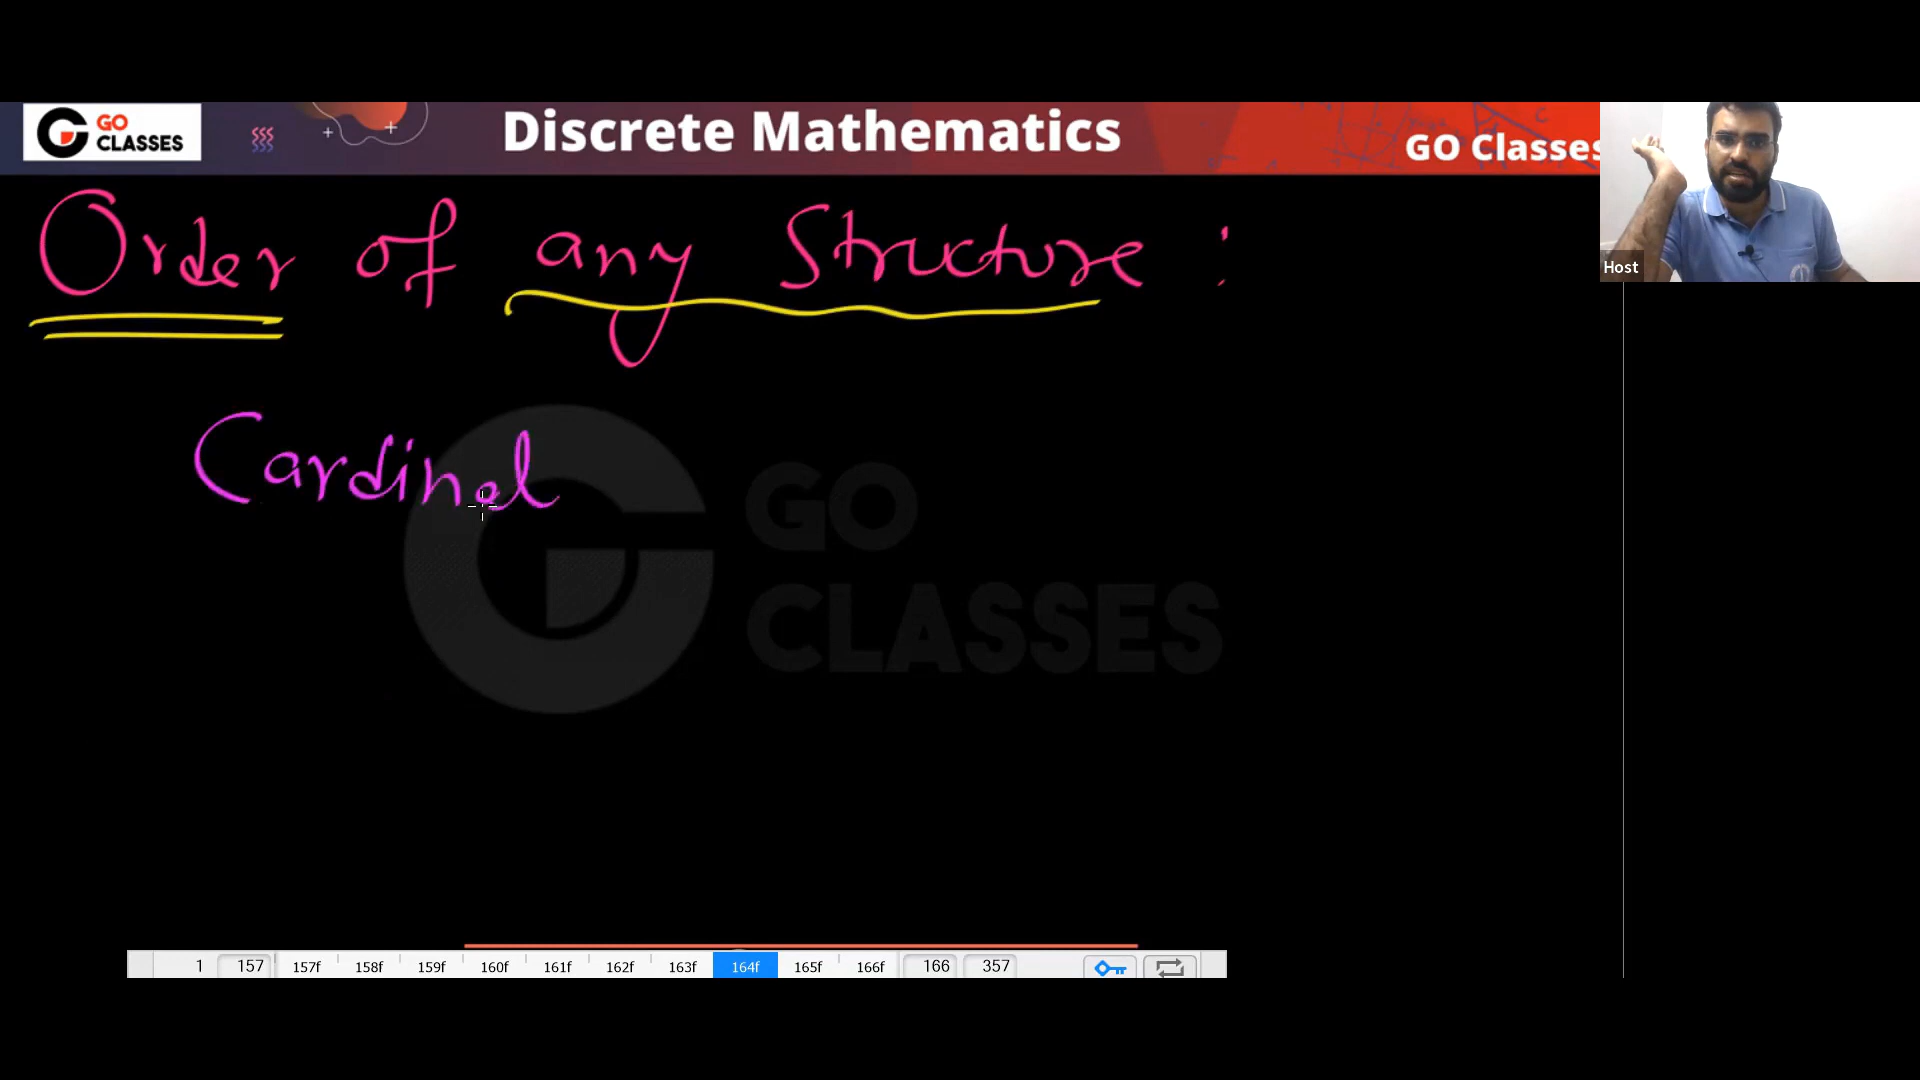 GO CLASSES
Discrete Mathematics
GO Classes
Order of any Structure :
Cardinal
GO CLASSES
Host
1 157 157f 158f 159f 160f 161f 162f 163f 164f 165f 166f 166 357